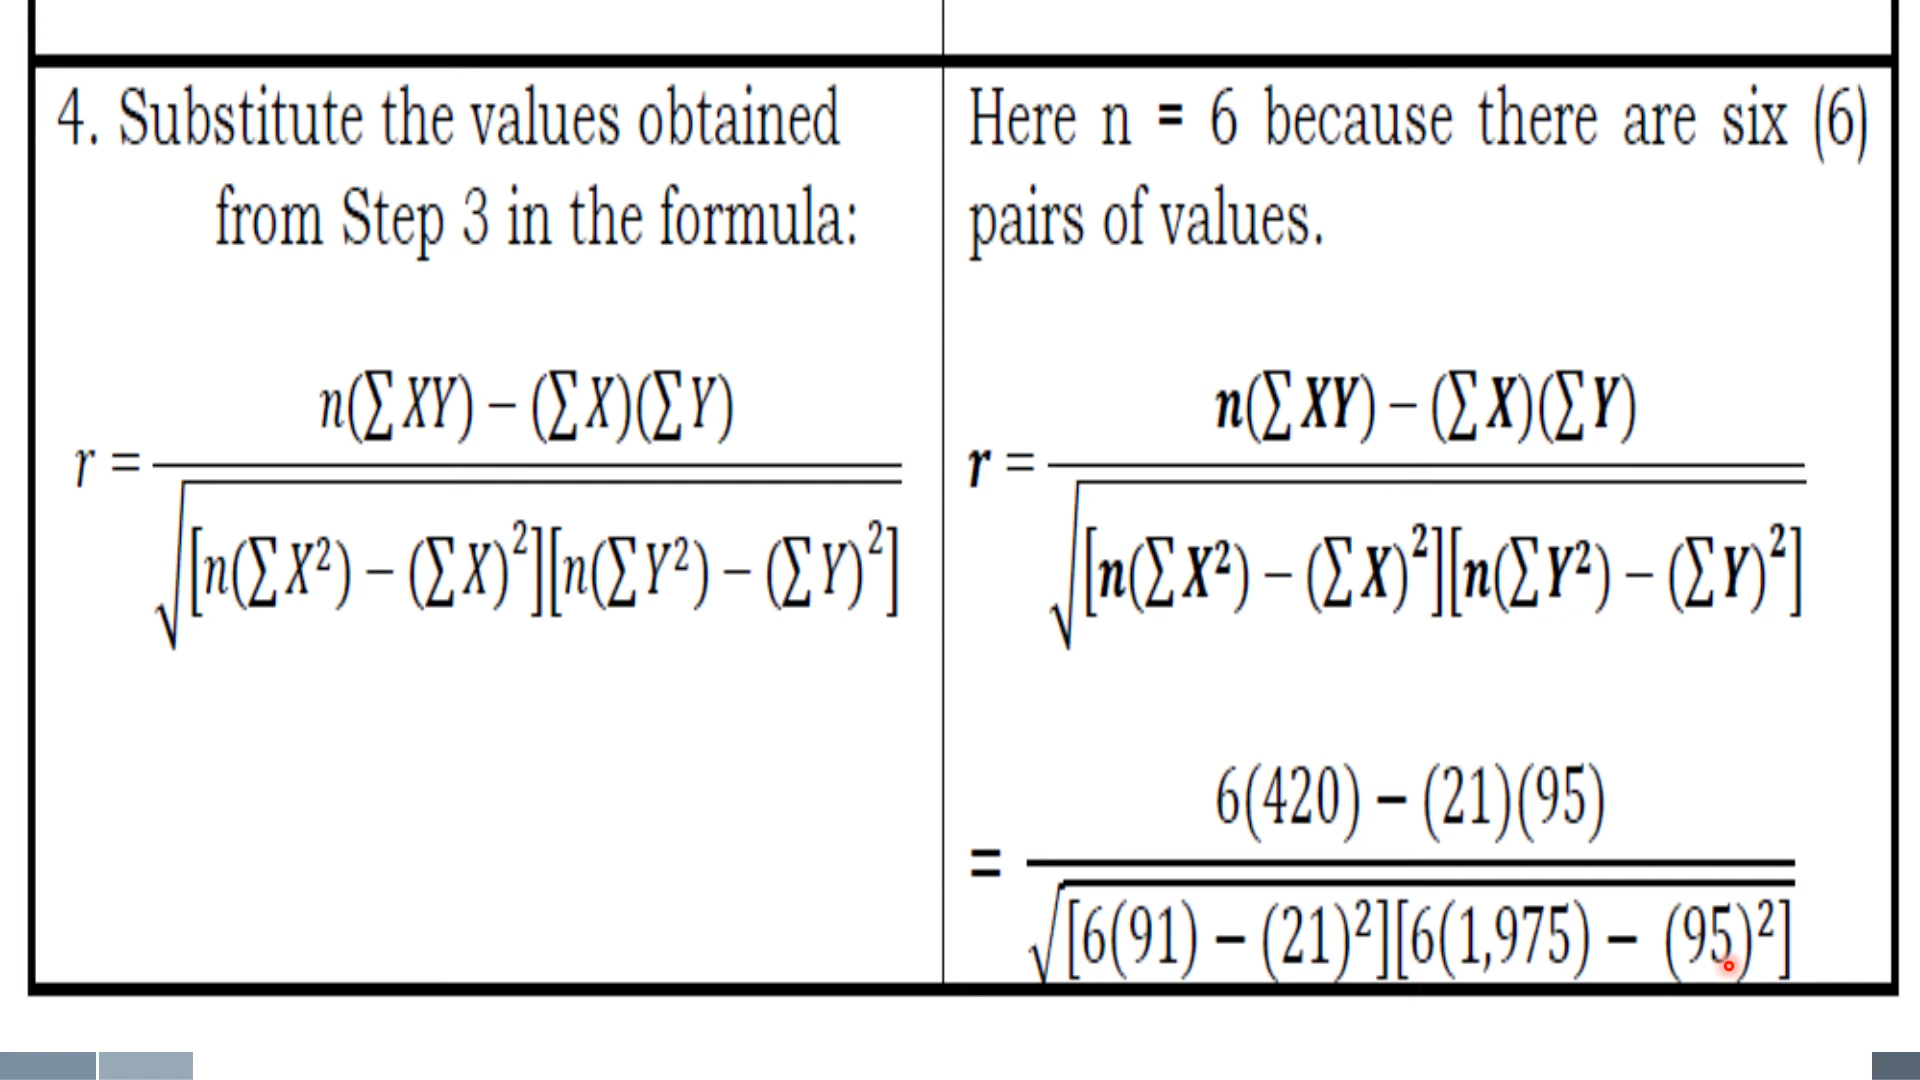 4. Substitute the values obtained
from Step 3 in the formula:
r = n(∑XY) – (∑X)(∑Y) / √[n(∑X²) – (∑X)²][n(∑Y²) – (∑Y)²]
Here n = 6 because there are six (6)
pairs of values.
r = n(∑XY) – (∑X)(∑Y) / √[n(∑X²) – (∑X)²][n(∑Y²) – (∑Y)²]
= 6(420) – (21)(95) / √[6(91) – (21)²][6(1,975) – (95)²]